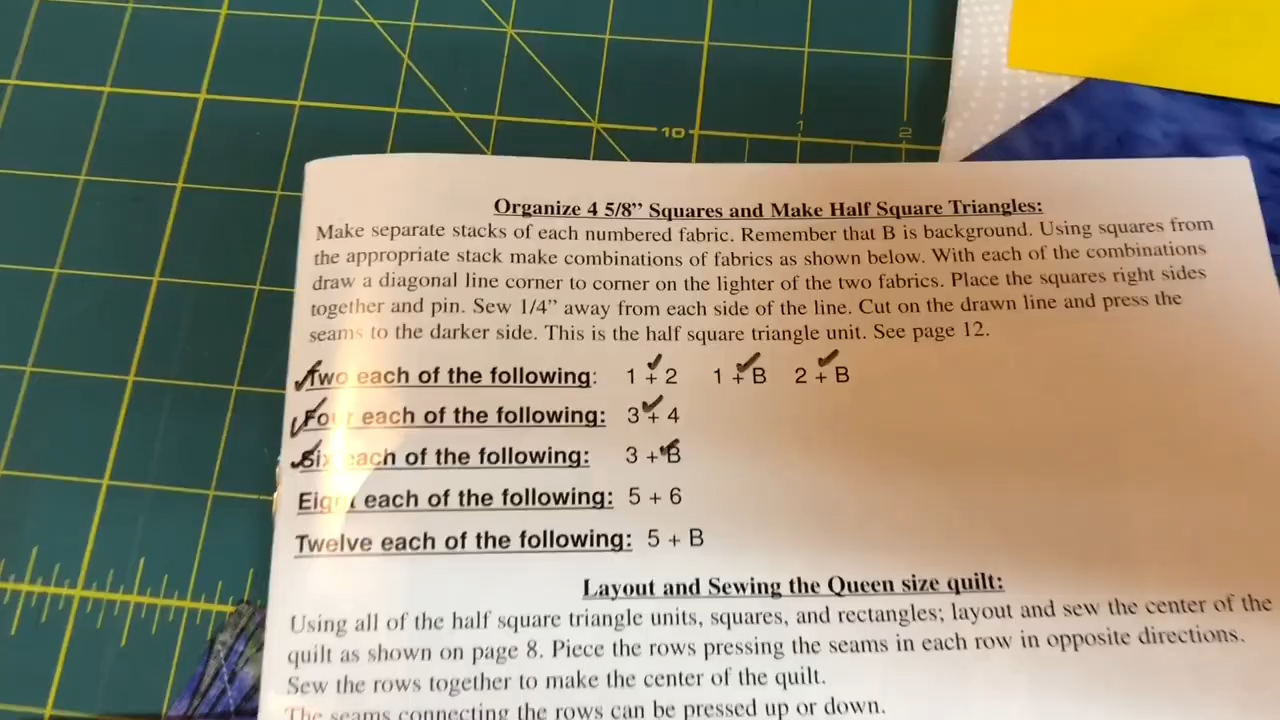 10 1 2
Organize 4 5/8” Squares and Make Half Square Triangles:
Make separate stacks of each numbered fabric. Remember that B is background. Using squares from
the appropriate stack make combinations of fabrics as shown below. With each of the combinations
draw a diagonal line corner to corner on the lighter of the two fabrics. Place the squares right sides
together and pin. Sew 1/4” away from each side of the line. Cut on the drawn line and press the
seams to the darker side. This is the half square triangle unit. See page 12.
Two each of the following: 1 + 2 1 + B 2 + B
Four each of the following: 3 + 4
Six each of the following: 3 + B
Eight each of the following: 5 + 6
Twelve each of the following: 5 + B
Layout and Sewing the Queen size quilt:
Using all of the half square triangle units, squares, and rectangles; layout and sew the center of the
quilt as shown on page 8. Piece the rows pressing the seams in each row in opposite directions.
Sew the rows together to make the center of the quilt.
The seams connecting the rows can be pressed up or down.